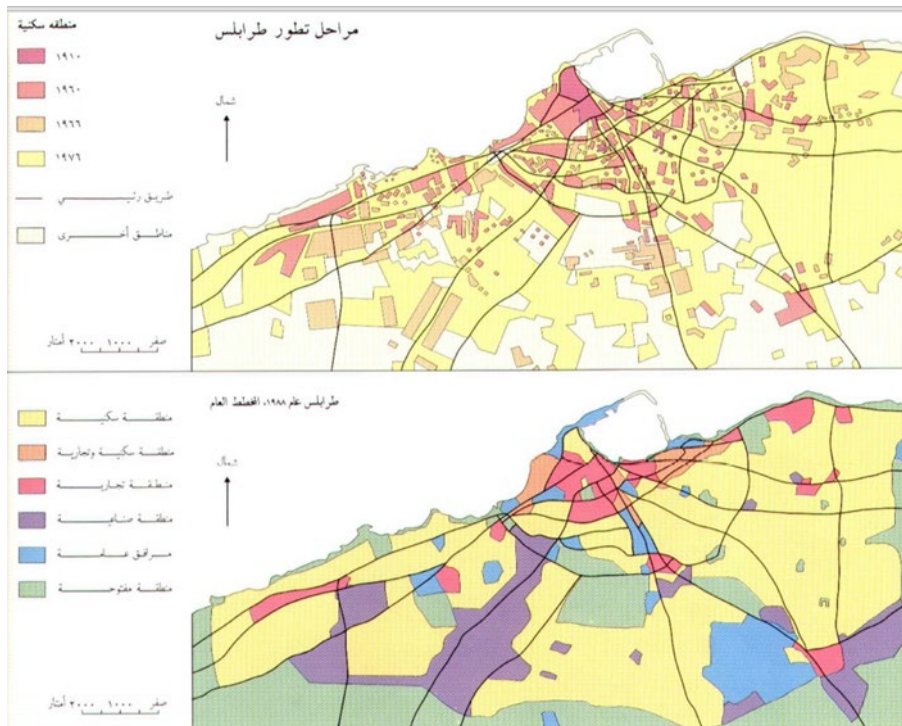 مراحل تطور طرابلس
منطقه سكنية
١٩١٠
١٩٦٠
١٩٦٦
١٩٧٦
طريق رئيسي
مناطق أخرى
شمال
صفر ١٠٠٠ ٢٠٠٠ أمتار
طرابلس عام ١٩٨٨، المخطط العام
منطقة سكنية
منطقة سكنية وتجارية
منطقة تجارية
منطقة صناعية
مرافق عامة
منطقة مفتوحة
شمال
صفر ١٠٠٠ ٢٠٠٠ أمتار